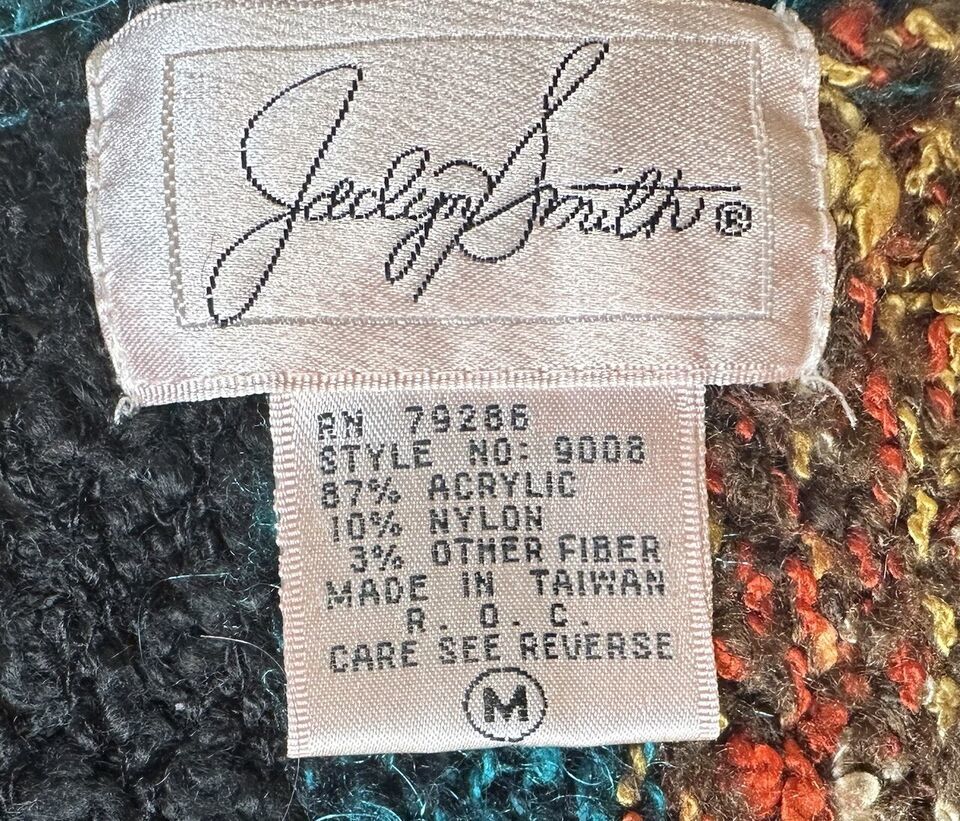 Jaclyn Smith®
RN 79286
STYLE NO: 9008
87% ACRYLIC
10% NYLON
3% OTHER FIBER
MADE IN TAIWAN
R. O. C.
CARE SEE REVERSE
M